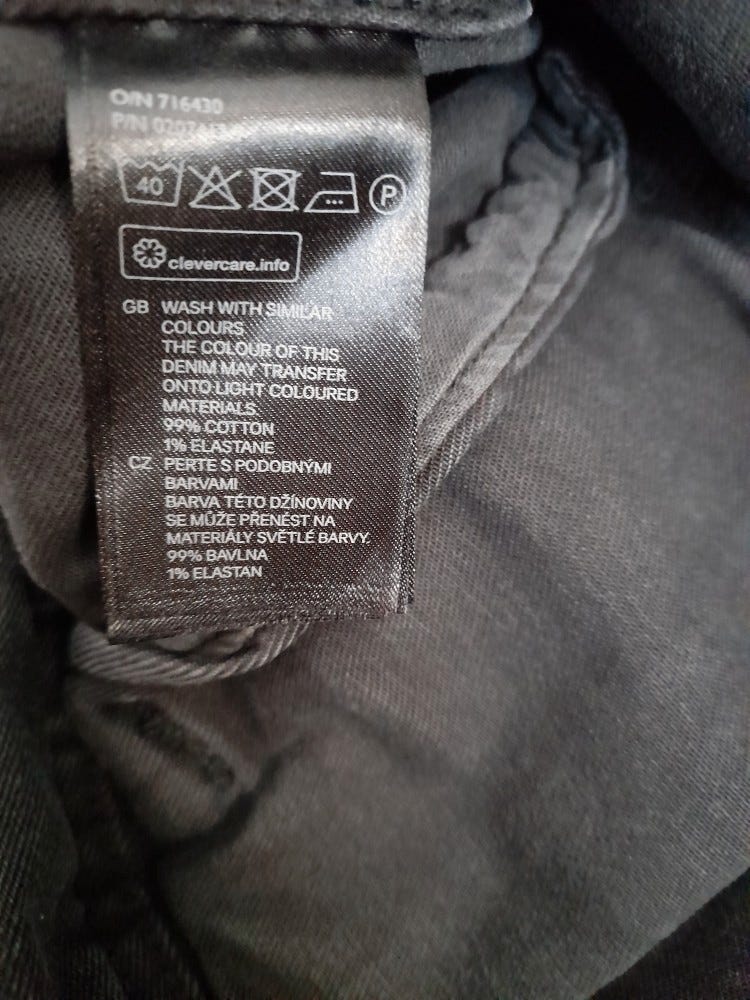 O/N 716430
P/N
40 P
clevercare.info
GB WASH WITH SIMILAR
COLOURS
THE COLOUR OF THIS
DENIM MAY TRANSFER
ONTO LIGHT COLOURED
MATERIALS.
99% COTTON
1% ELASTANE
CZ PERTE S PODOBNÝMI
BARVAMI
BARVA TÉTO DŽÍNOVINY
SE MŮŽE PŘENÉST NA
MATERIÁLY SVĚTLÉ BARVY.
99% BAVLNA
1% ELASTAN